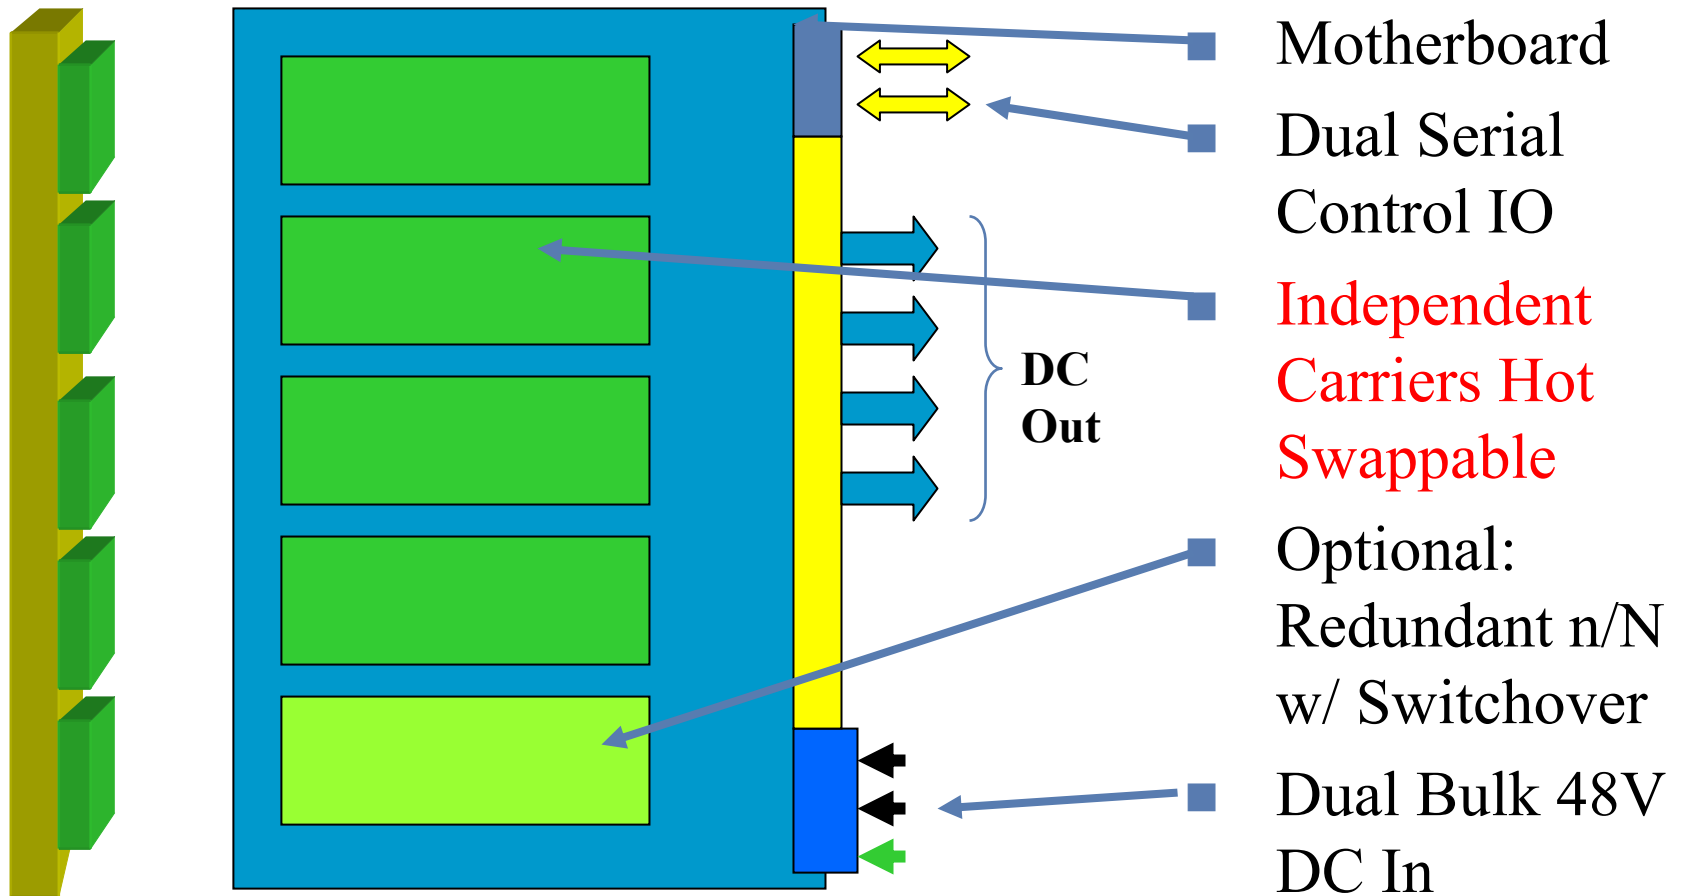 Motherboard
Dual Serial
Control IO
Independent
Carriers Hot
Swappable
DC
Out
Optional:
Redundant n/N
w/ Switchover
Dual Bulk 48V
DC In